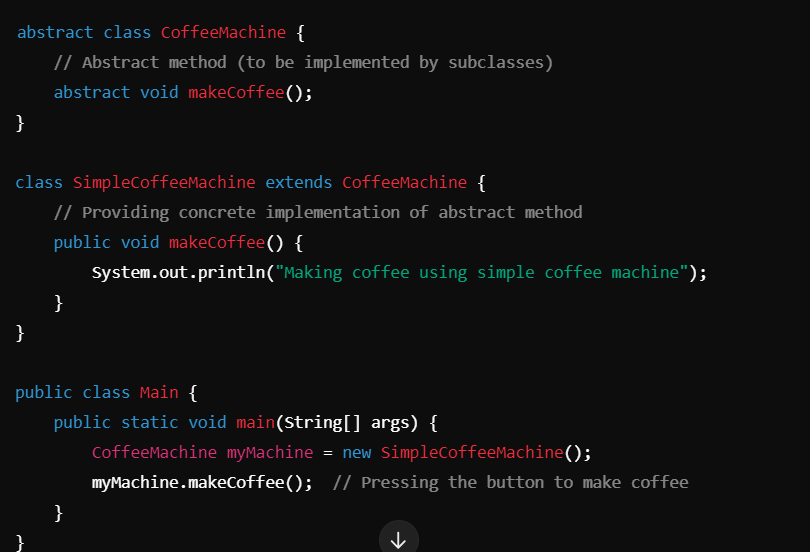 abstract class CoffeeMachine {
    // Abstract method (to be implemented by subclasses)
    abstract void makeCoffee();
}

class SimpleCoffeeMachine extends CoffeeMachine {
    // Providing concrete implementation of abstract method
    public void makeCoffee() {
        System.out.println("Making coffee using simple coffee machine");
    }
}

public class Main {
    public static void main(String[] args) {
        CoffeeMachine myMachine = new SimpleCoffeeMachine();
        myMachine.makeCoffee();  // Pressing the button to make coffee
    }
}